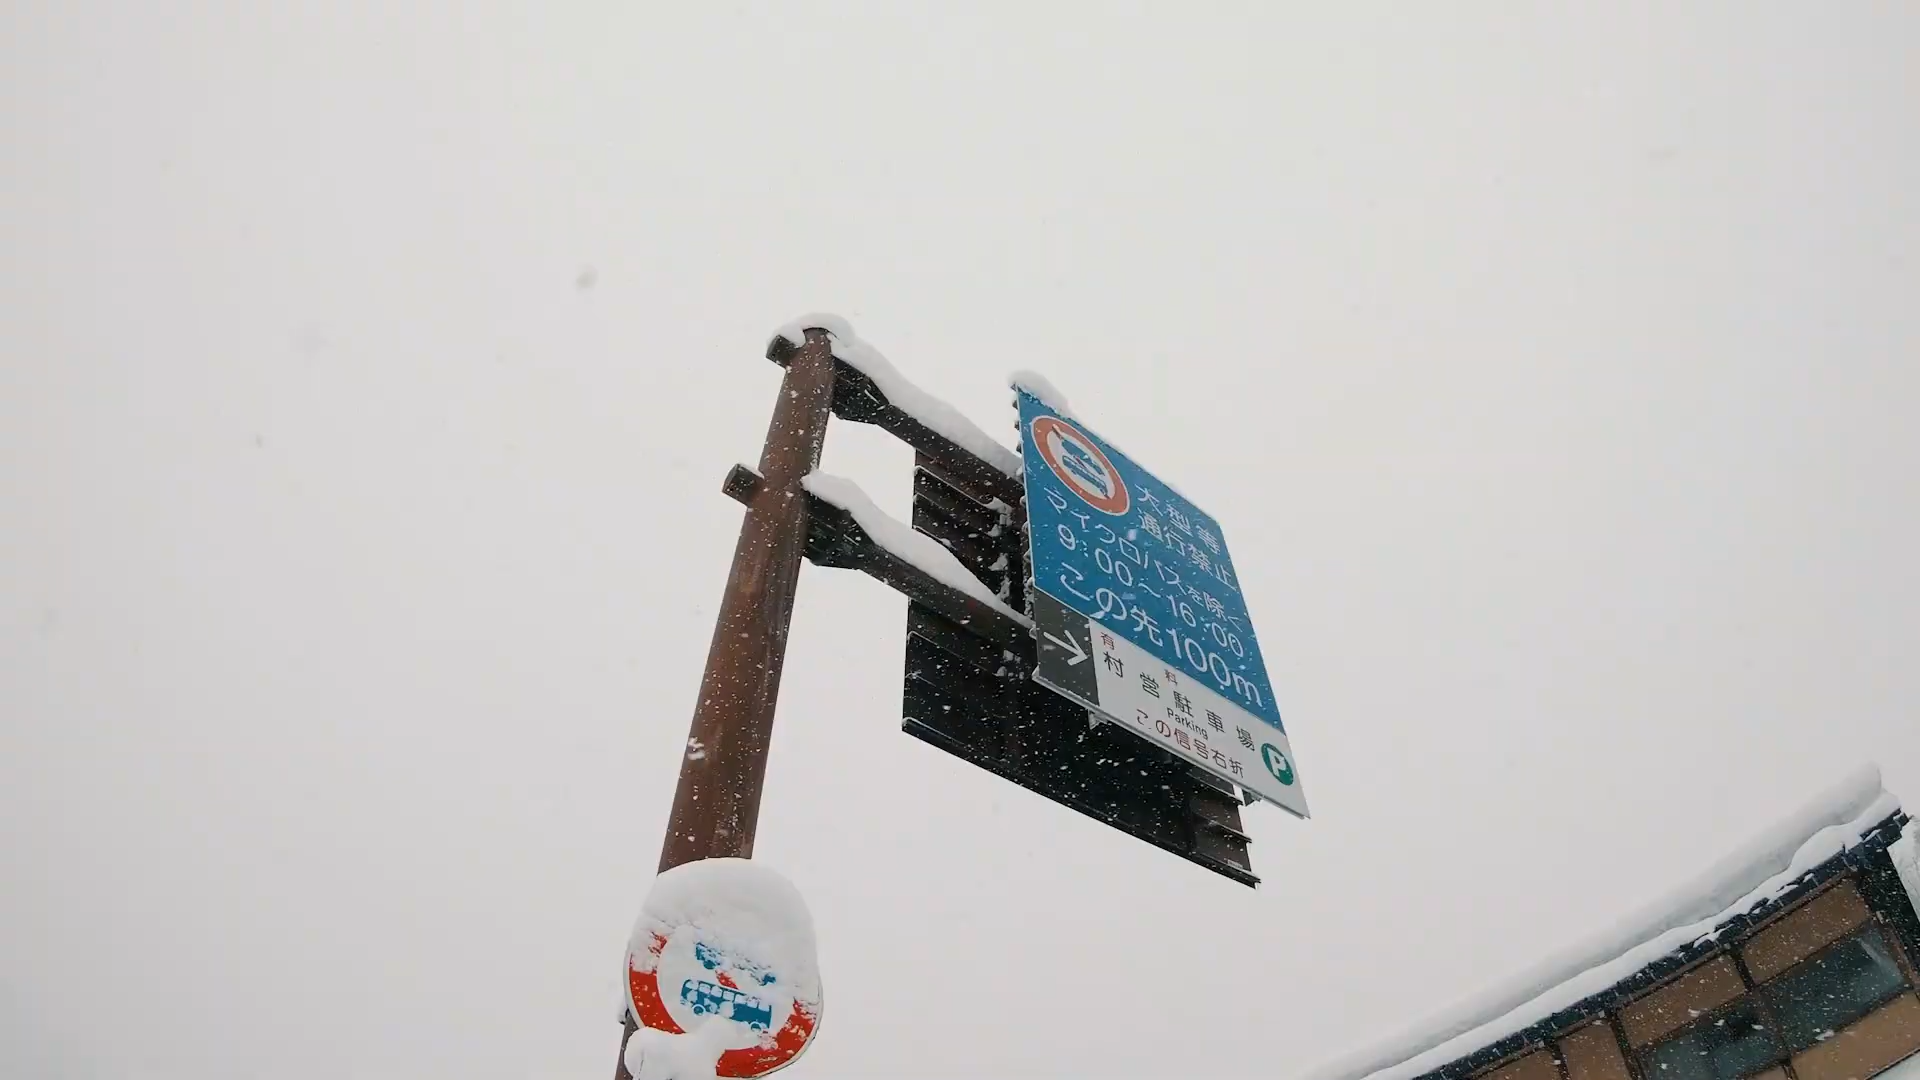 大型等
通行禁止
マイクロバスを除く
9:00～16:00
この先100m
有料
村営駐車場
Parking
P
この信号右折